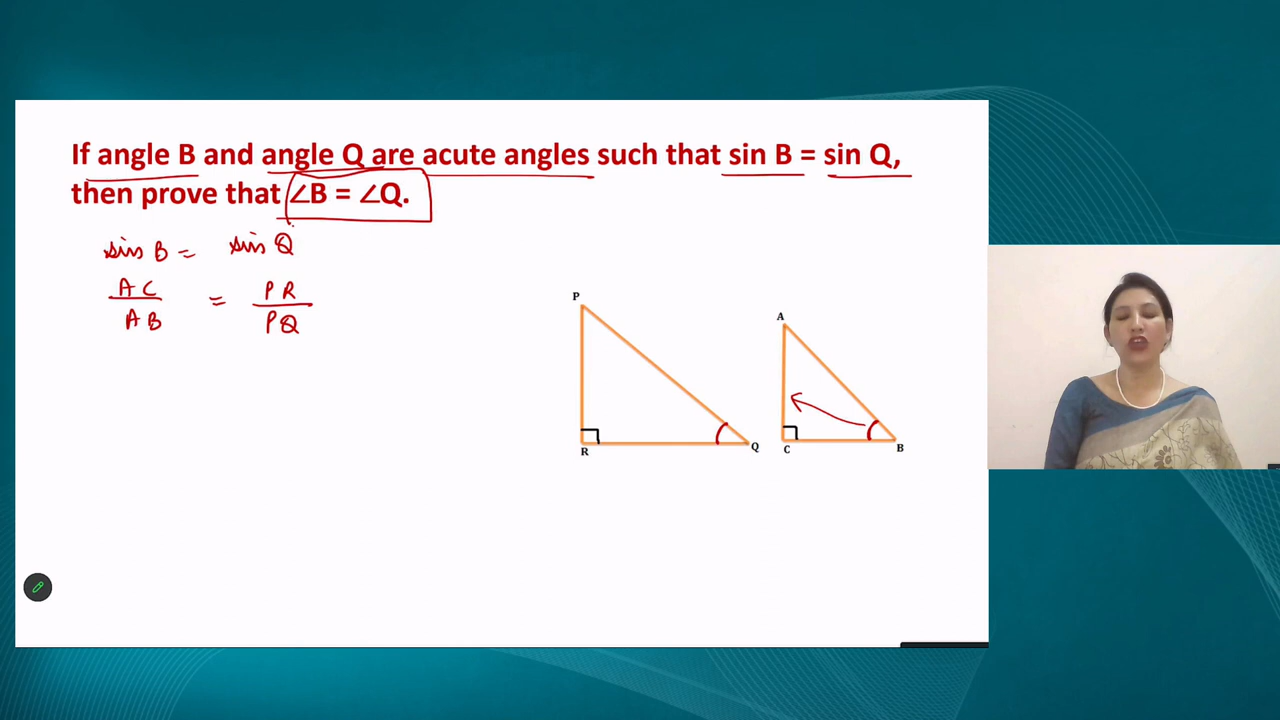 If angle B and angle Q are acute angles such that sin B = sin Q,
then prove that ∠B = ∠Q.
sin B = sin Q
AC/AB = PR/PQ
P
A
R
Q
C
B